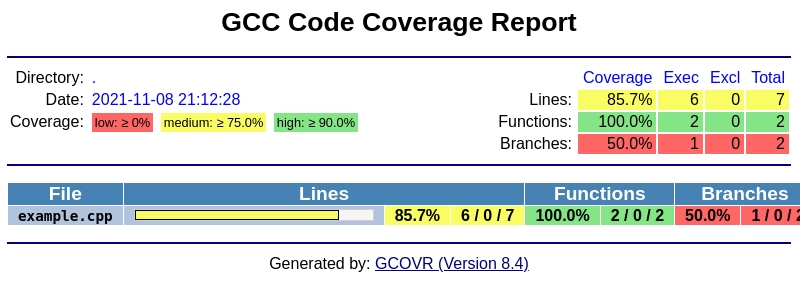 GCC Code Coverage Report
Directory: .
Date: 2021-11-08 21:12:28
Coverage: low: ≥ 0% medium: ≥ 75.0% high: ≥ 90.0%
Coverage Exec Excl Total
Lines: 85.7% 6 0 7
Functions: 100.0% 2 0 2
Branches: 50.0% 1 0 2
File Lines Functions Branches
example.cpp 85.7% 6 / 0 / 7 100.0% 2 / 0 / 2 50.0% 1 / 0 / 2
Generated by: GCOVR (Version 8.4)